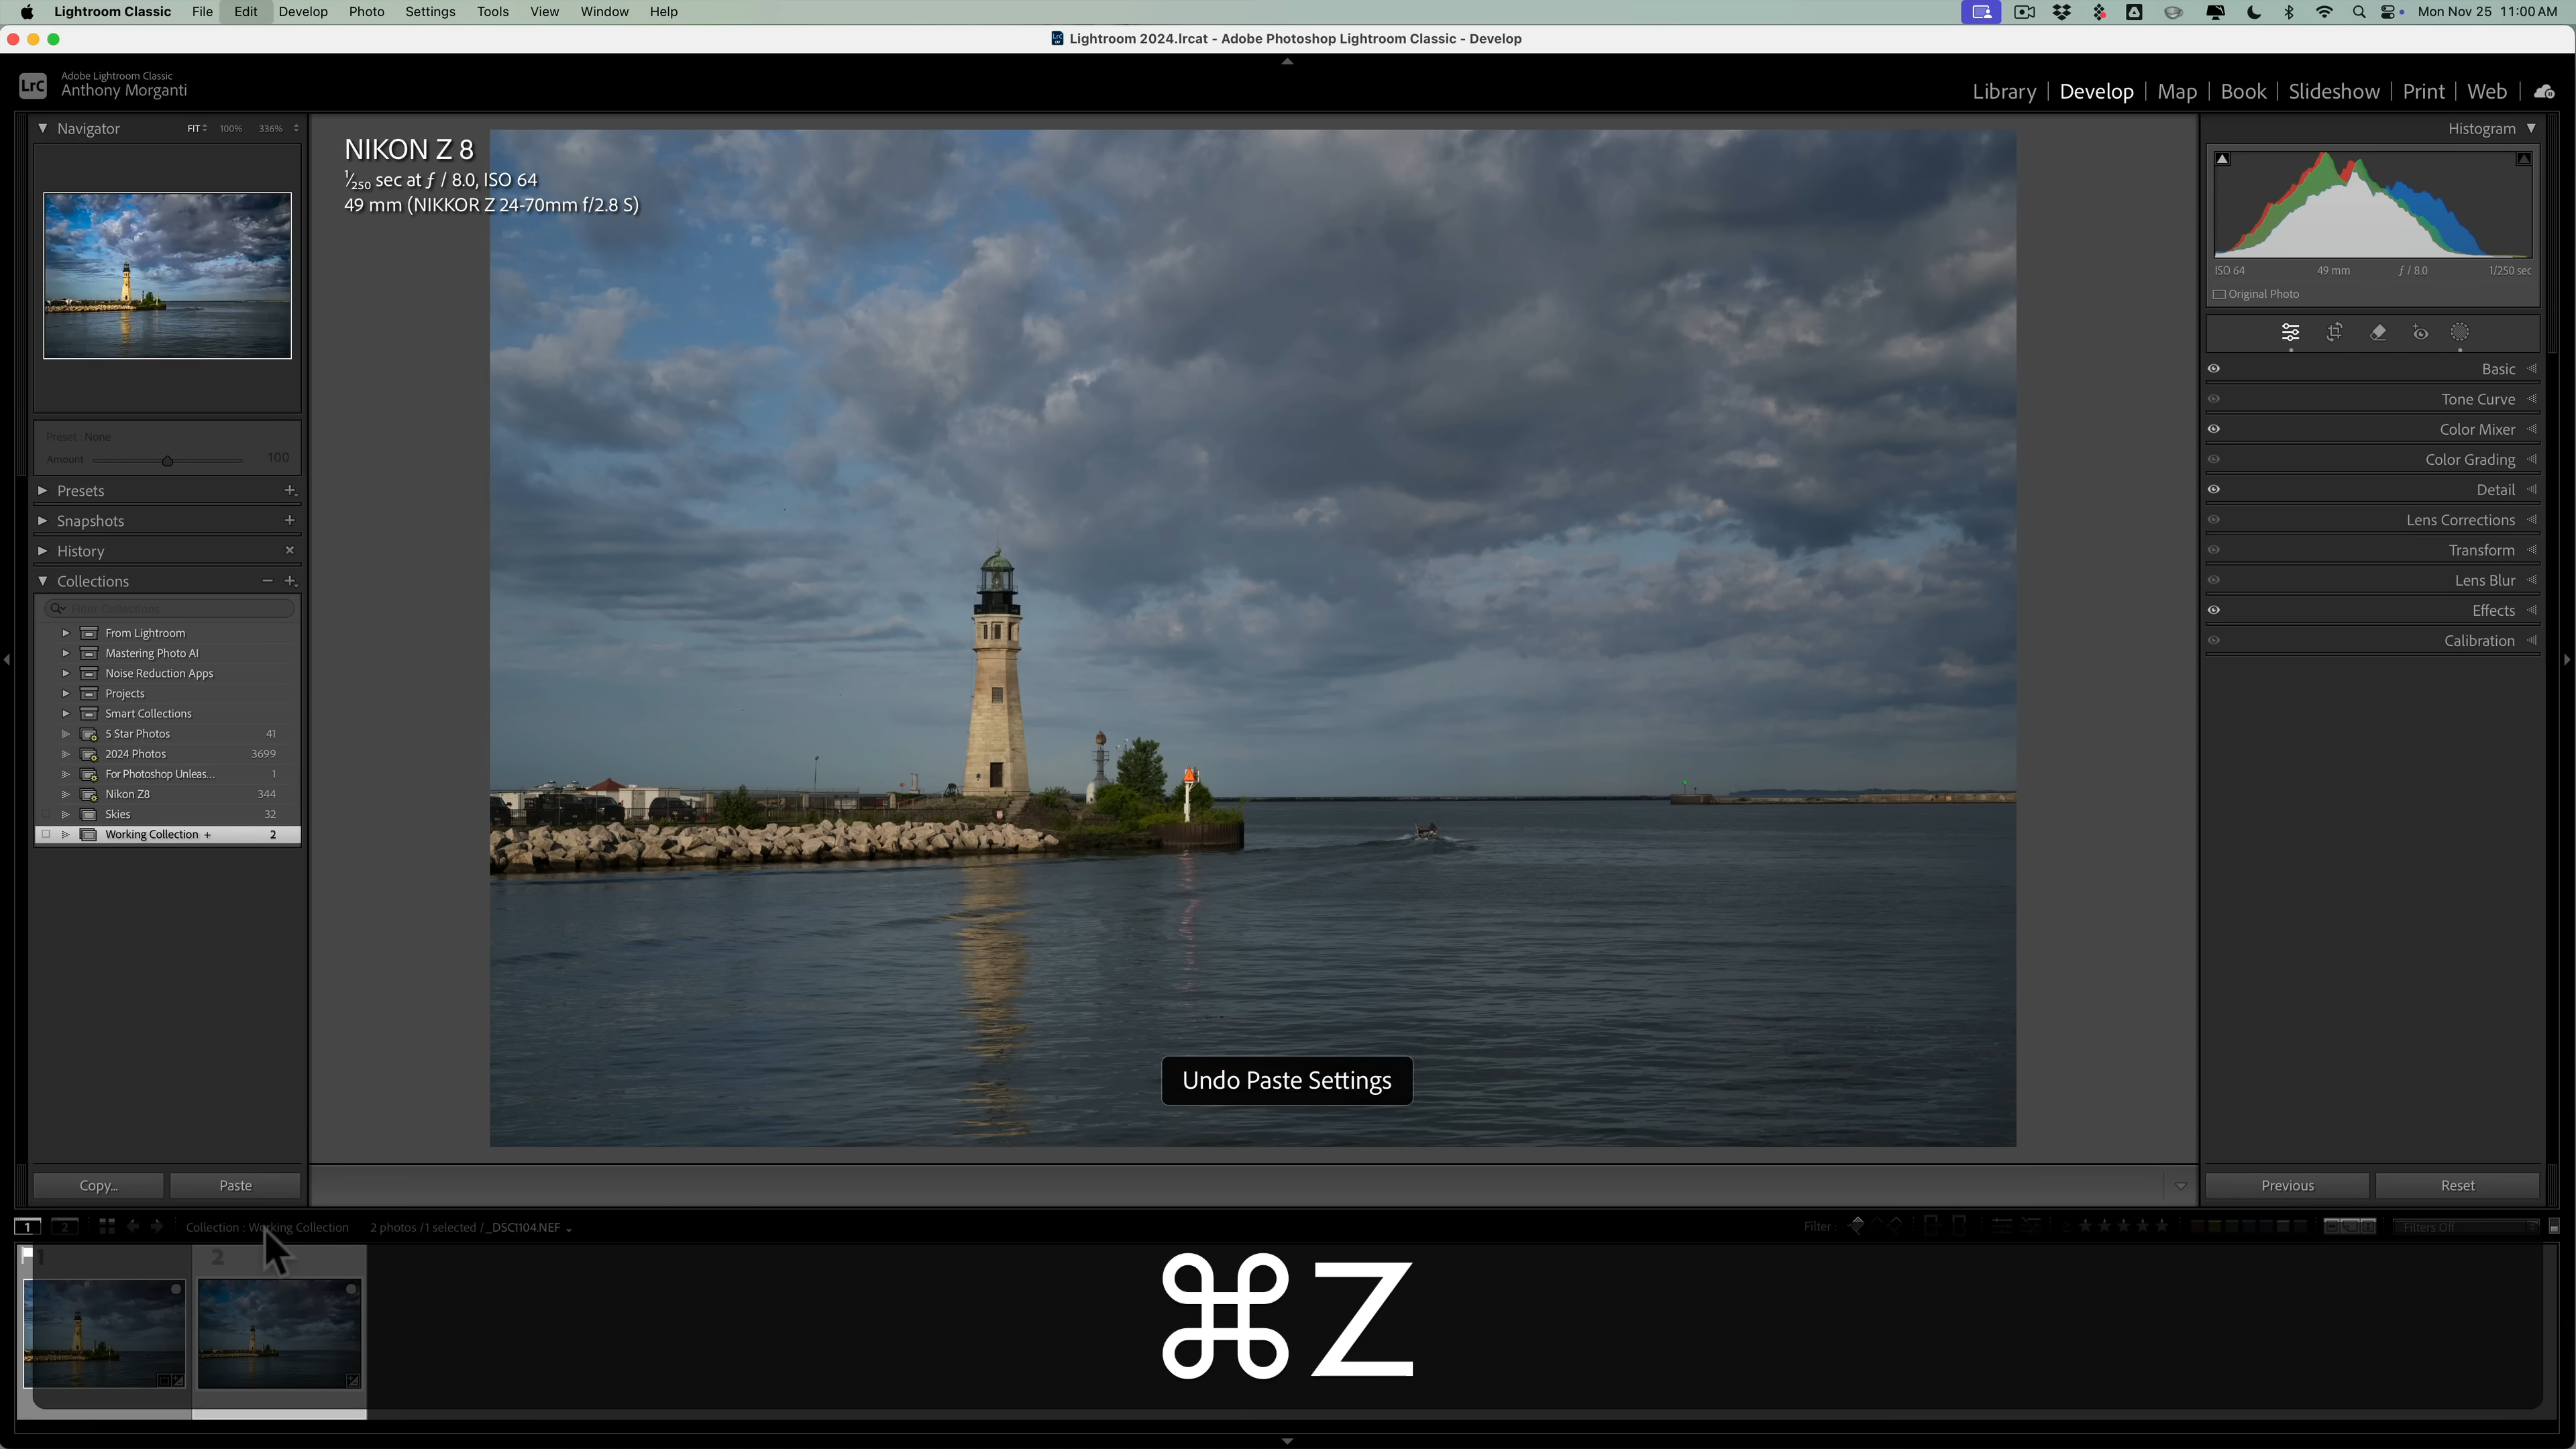 Lightroom Classic File Edit Develop Photo Settings Tools View Window Help Mon Nov 25 11:00 AM
Lightroom 2024.lrcat - Adobe Photoshop Lightroom Classic - Develop
LrC Adobe Lightroom Classic
Anthony Morganti
Library | Develop | Map | Book | Slideshow | Print | Web
Navigator FIT 100% 336%
Histogram
NIKON Z 8
1/250 sec at ƒ / 8.0, ISO 64
49 mm (NIKKOR Z 24-70mm f/2.8 S)
ISO 64 49 mm ƒ / 8.0 1/250 sec
Original Photo
Basic
Tone Curve
Color Mixer
Color Grading
Detail
Lens Corrections
Transform
Lens Blur
Effects
Calibration
Preset : None
Amount 100
Presets
Snapshots
History
Collections
Filter Collections
From Lightroom
Mastering Photo AI
Noise Reduction Apps
Projects
Smart Collections
5 Star Photos 41
2024 Photos 3699
For Photoshop Unleas... 1
Nikon Z8 344
Skies 32
Working Collection + 2
Undo Paste Settings
Copy... Paste
Previous Reset
1 2 Collection : Working Collection 2 photos /1 selected /_DSC1104.NEF
Filter : Filters Off
1 2
⌘Z